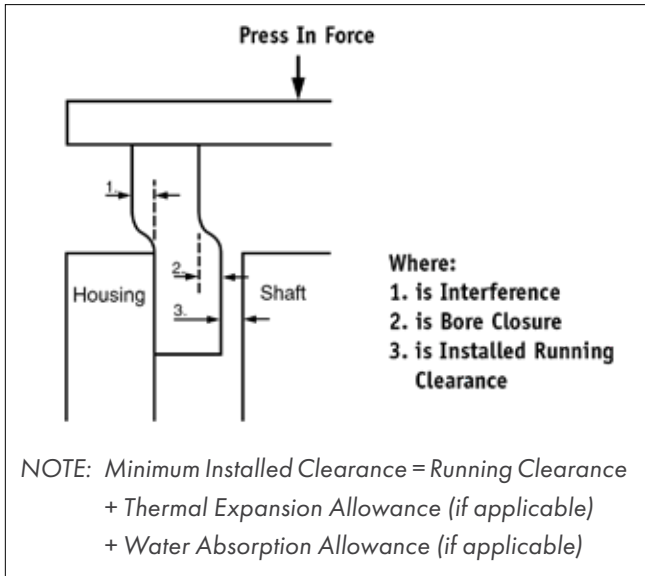 Press In Force
1.
2.
3.
Housing
Shaft
Where:
1. is Interference
2. is Bore Closure
3. is Installed Running
Clearance
NOTE: Minimum Installed Clearance = Running Clearance
+ Thermal Expansion Allowance (if applicable)
+ Water Absorption Allowance (if applicable)